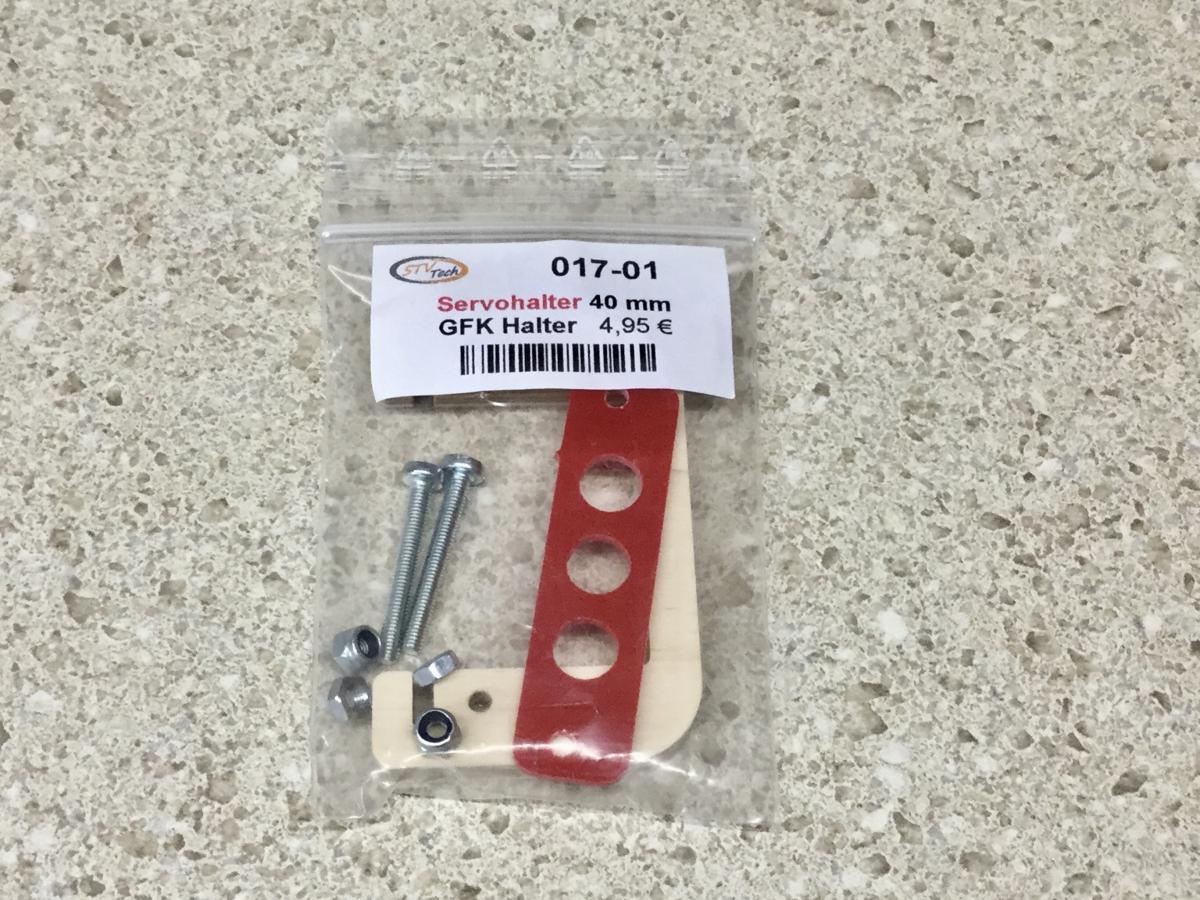 STV Tech
017-01
Servohalter 40 mm
GFK Halter 4,95 €